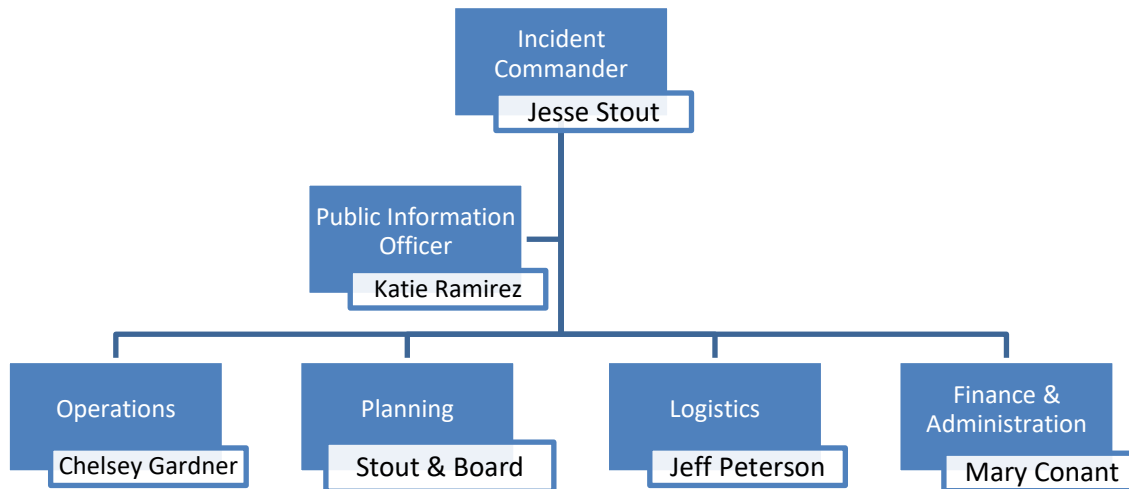 Incident
Commander
Jesse Stout
Public Information
Officer
Katie Ramirez
Operations
Chelsey Gardner
Planning
Stout & Board
Logistics
Jeff Peterson
Finance &
Administration
Mary Conant